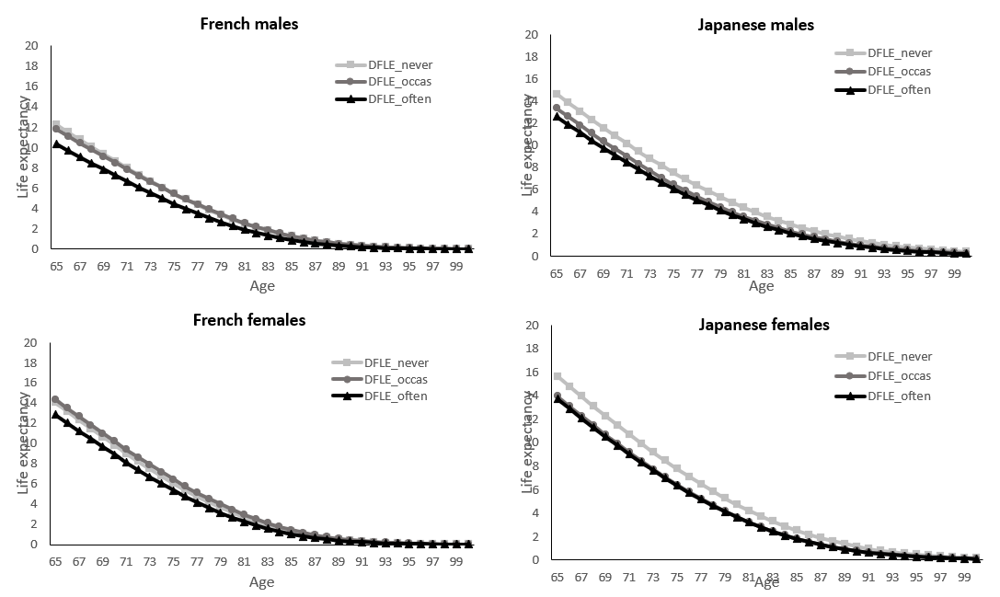 French males
20
18
16
14
12
10
8
6
4
2
0
Life expectancy
DFLE_never
DFLE_occas
DFLE_often
65 67 69 71 73 75 77 79 81 83 85 87 89 91 93 95 97 99
Age
Japanese males
20
18
16
14
12
10
8
6
4
2
0
Life expectancy
DFLE_never
DFLE_occas
DFLE_often
65 67 69 71 73 75 77 79 81 83 85 87 89 91 93 95 97 99
Age
French females
20
18
16
14
12
10
8
6
4
2
0
Life expectancy
DFLE_never
DFLE_occas
DFLE_often
65 67 69 71 73 75 77 79 81 83 85 87 89 91 93 95 97 99
Age
Japanese females
20
18
16
14
12
10
8
6
4
2
0
Life expectancy
DFLE_never
DFLE_occas
DFLE_often
65 67 69 71 73 75 77 79 81 83 85 87 89 91 93 95 97 99
Age